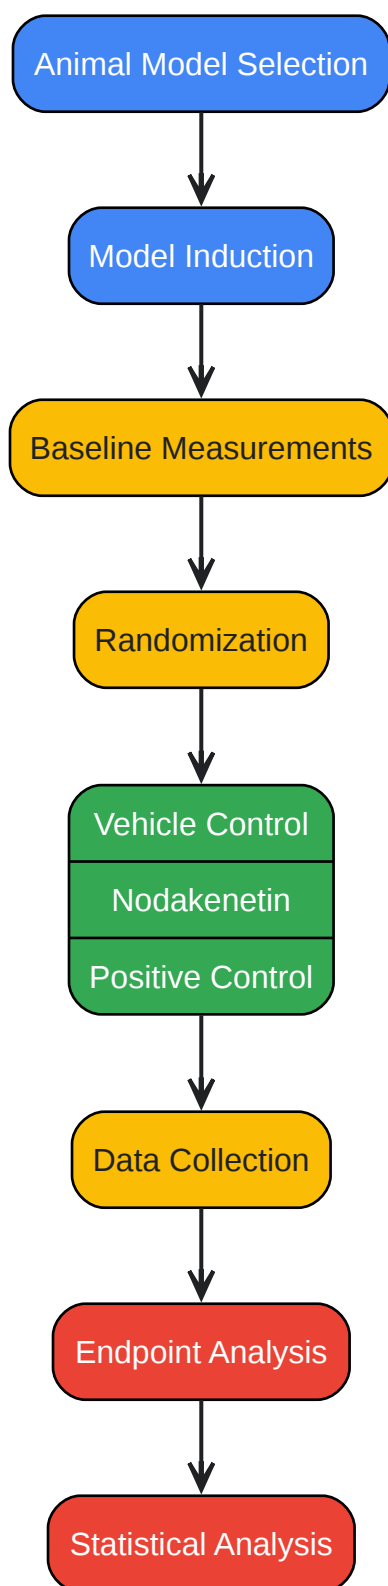 Animal Model Selection
Model Induction
Baseline Measurements
Randomization
Vehicle Control
Nodakenetin
Positive Control
Data Collection
Endpoint Analysis
Statistical Analysis